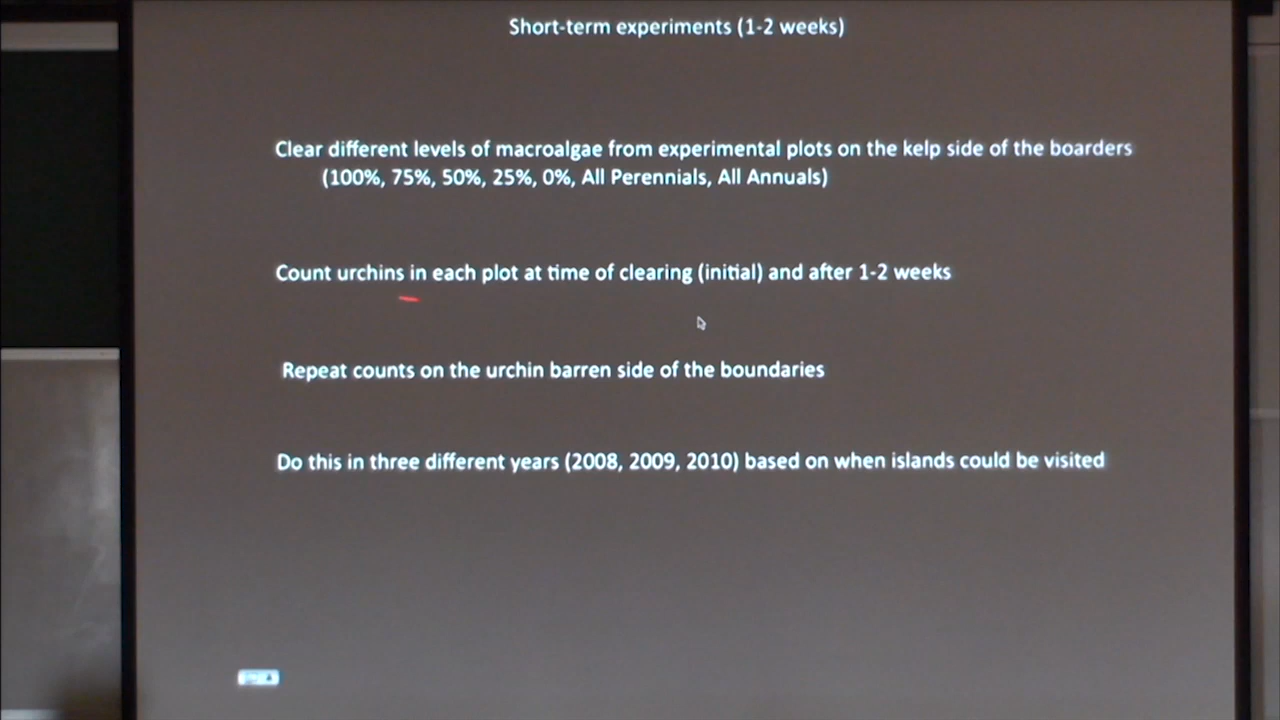 Short-term experiments (1-2 weeks)
Clear different levels of macroalgae from experimental plots on the kelp side of the boarders
(100%, 75%, 50%, 25%, 0%, All Perennials, All Annuals)
Count urchins in each plot at time of clearing (initial) and after 1-2 weeks
Repeat counts on the urchin barren side of the boundaries
Do this in three different years (2008, 2009, 2010) based on when islands could be visited